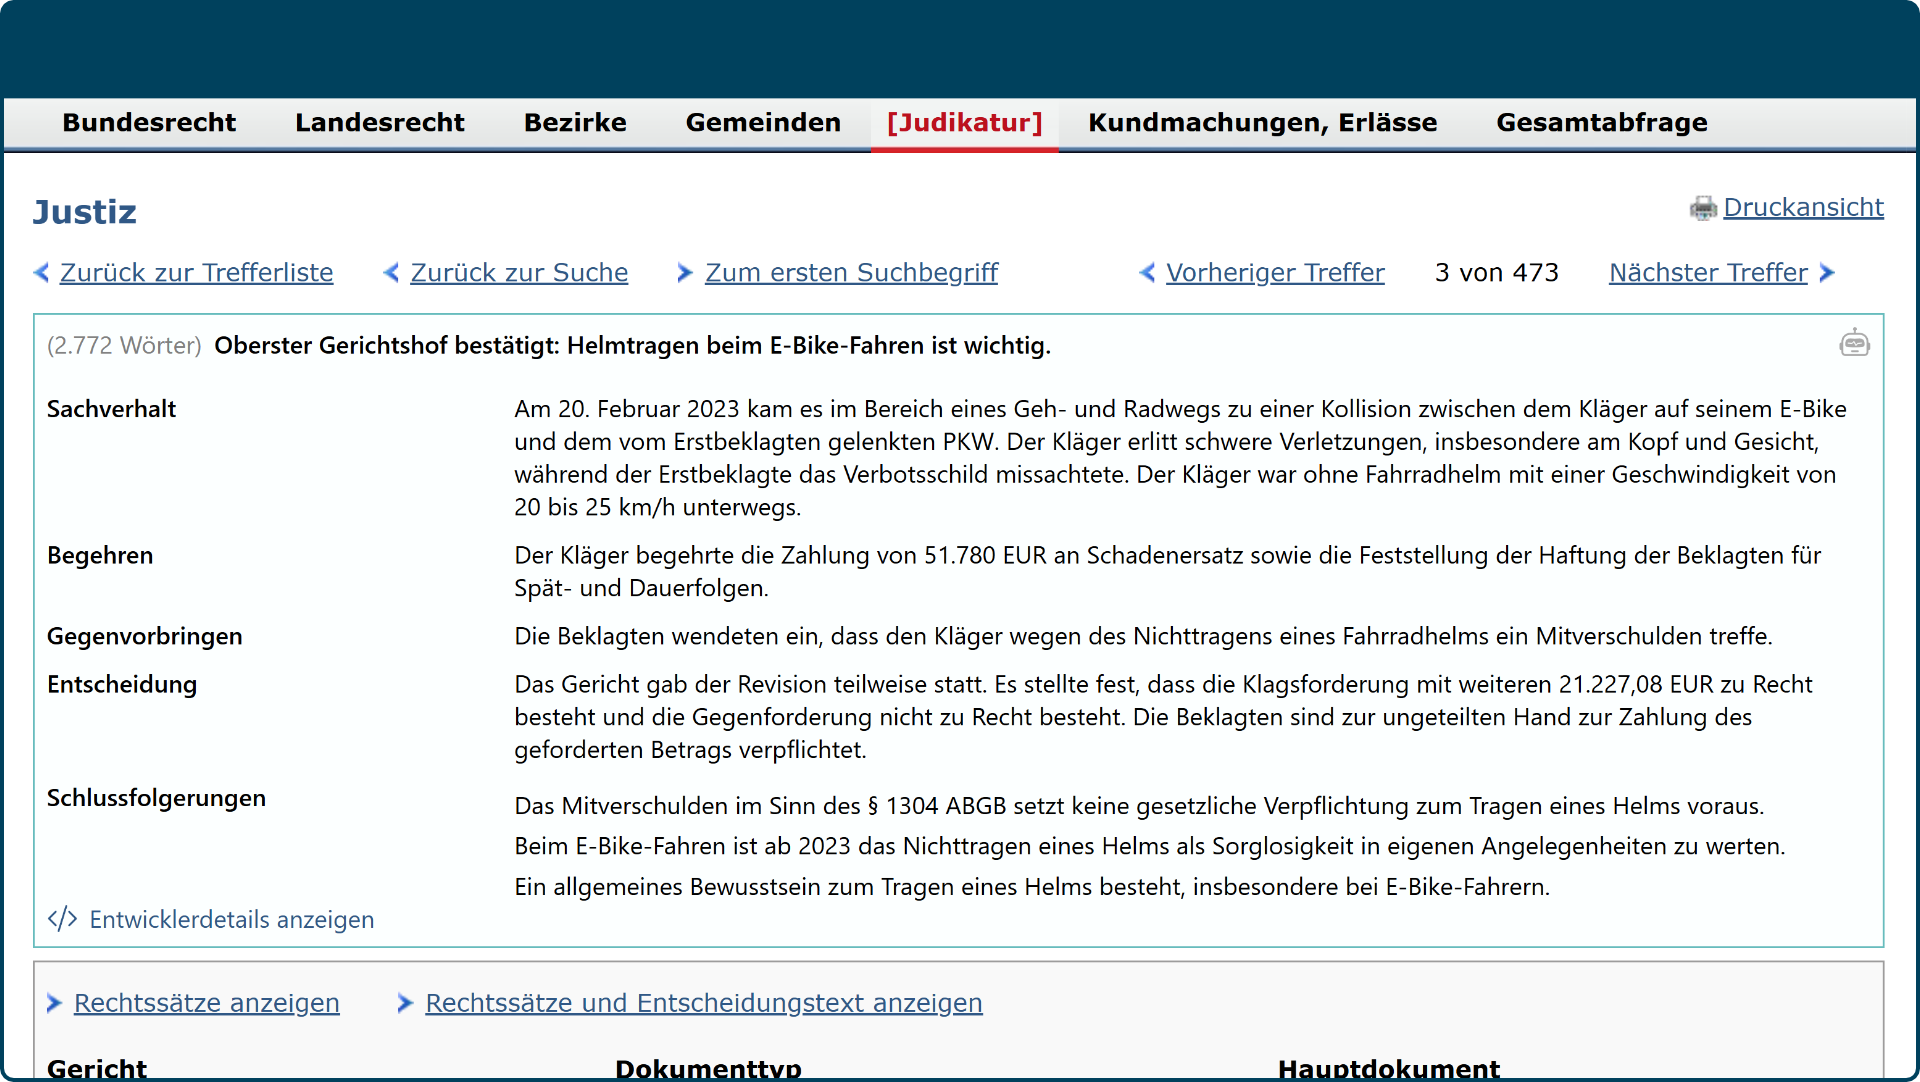 Bundesrecht Landesrecht Bezirke Gemeinden [Judikatur] Kundmachungen, Erlässe Gesamtabfrage
Justiz
Druckansicht
Zurück zur Trefferliste Zurück zur Suche Zum ersten Suchbegriff Vorheriger Treffer 3 von 473 Nächster Treffer
(2.772 Wörter) Oberster Gerichtshof bestätigt: Helmtragen beim E-Bike-Fahren ist wichtig.
Sachverhalt Am 20. Februar 2023 kam es im Bereich eines Geh- und Radwegs zu einer Kollision zwischen dem Kläger auf seinem E-Bike
und dem vom Erstbeklagten gelenkten PKW. Der Kläger erlitt schwere Verletzungen, insbesondere am Kopf und Gesicht,
während der Erstbeklagte das Verbotsschild missachtete. Der Kläger war ohne Fahrradhelm mit einer Geschwindigkeit von
20 bis 25 km/h unterwegs.
Begehren Der Kläger begehrte die Zahlung von 51.780 EUR an Schadenersatz sowie die Feststellung der Haftung der Beklagten für
Spät- und Dauerfolgen.
Gegenvorbringen Die Beklagten wendeten ein, dass den Kläger wegen des Nichttragens eines Fahrradhelms ein Mitverschulden treffe.
Entscheidung Das Gericht gab der Revision teilweise statt. Es stellte fest, dass die Klagsforderung mit weiteren 21.227,08 EUR zu Recht
besteht und die Gegenforderung nicht zu Recht besteht. Die Beklagten sind zur ungeteilten Hand zur Zahlung des
geforderten Betrags verpflichtet.
Schlussfolgerungen Das Mitverschulden im Sinn des § 1304 ABGB setzt keine gesetzliche Verpflichtung zum Tragen eines Helms voraus.
Beim E-Bike-Fahren ist ab 2023 das Nichttragen eines Helms als Sorglosigkeit in eigenen Angelegenheiten zu werten.
Ein allgemeines Bewusstsein zum Tragen eines Helms besteht, insbesondere bei E-Bike-Fahrern.
</> Entwicklerdetails anzeigen
Rechtssätze anzeigen Rechtssätze und Entscheidungstext anzeigen
Gericht Dokumenttyp Hauptdokument